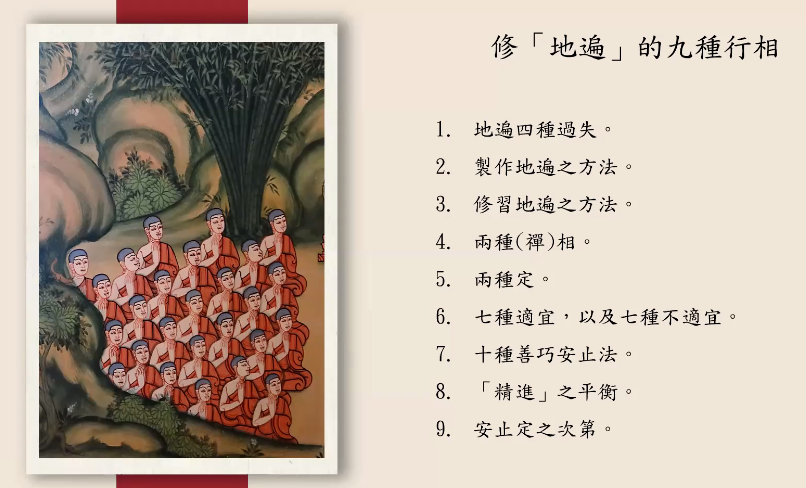 修「地遍」的九種行相
1. 地遍四種過失。
2. 製作地遍之方法。
3. 修習地遍之方法。
4. 兩種(禪)相。
5. 兩種定。
6. 七種適宜，以及七種不適宜。
7. 十種善巧安止法。
8. 「精進」之平衡。
9. 安止定之次第。